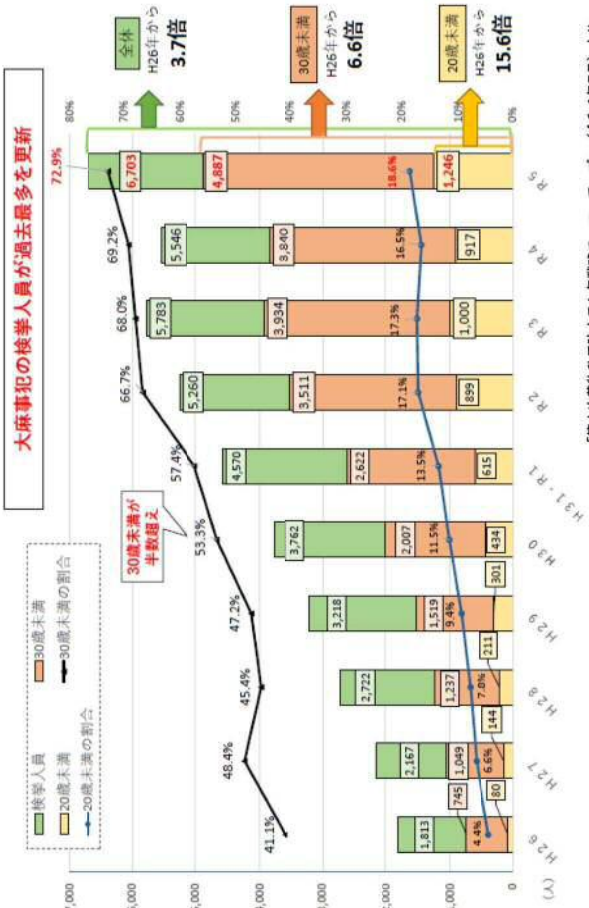 大麻事犯の検挙人員が過去最多を更新
検挙人員
30歳未満
20歳未満
30歳未満の割合
20歳未満の割合
30歳未満が
半数超え
41.1%
48.4%
45.4%
47.2%
53.3%
57.4%
66.7%
68.0%
69.2%
72.9%
1,813
2,167
2,722
3,218
3,762
4,570
5,260
5,783
5,546
6,703
745
1,049
1,237
1,519
2,007
2,622
3,511
3,934
3,840
4,887
4.4%
6.6%
7.8%
9.4%
11.5%
13.5%
17.1%
17.3%
16.5%
18.6%
80
144
211
301
434
615
899
1,000
917
1,246
0
(人)
H26
H27
H28
H29
H30
H31・R1
R2
R3
R4
R5
80%
70%
60%
50%
40%
30%
20%
10%
0%
全体
H26年から
3.7倍
30歳未満
H26年から
6.6倍
20歳未満
H26年から
15.6倍